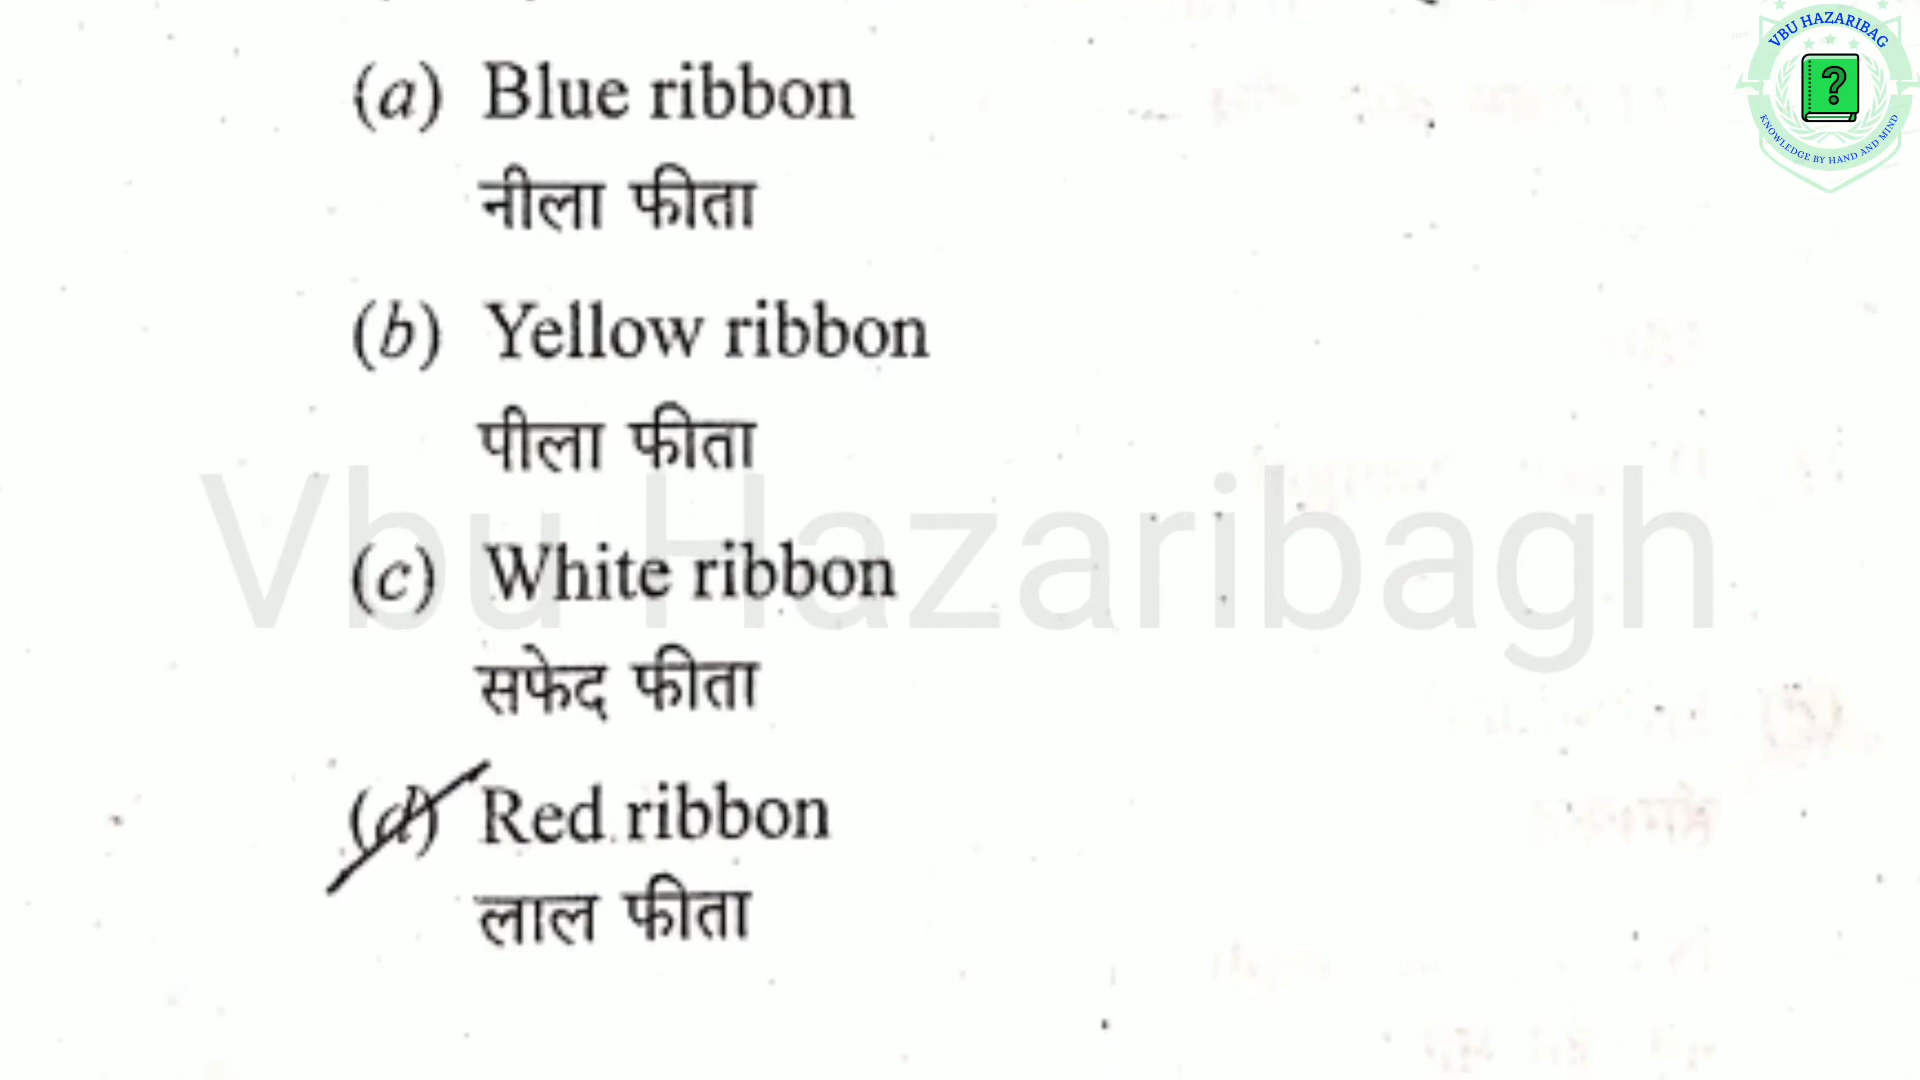 VBU HAZARIBAG
?
KNOWLEDGE BY HAND AND MIND
(a) Blue ribbon
नीला फीता
(b) Yellow ribbon
पीला फीता
Vbu Hazaribagh
(c) White ribbon
सफेद फीता
(d) Red ribbon
लाल फीता